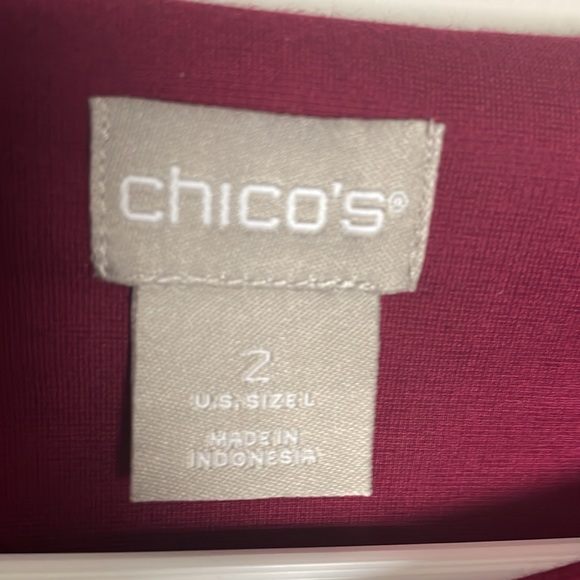 chico's®
2
U.S. SIZE L
MADE IN
INDONESIA